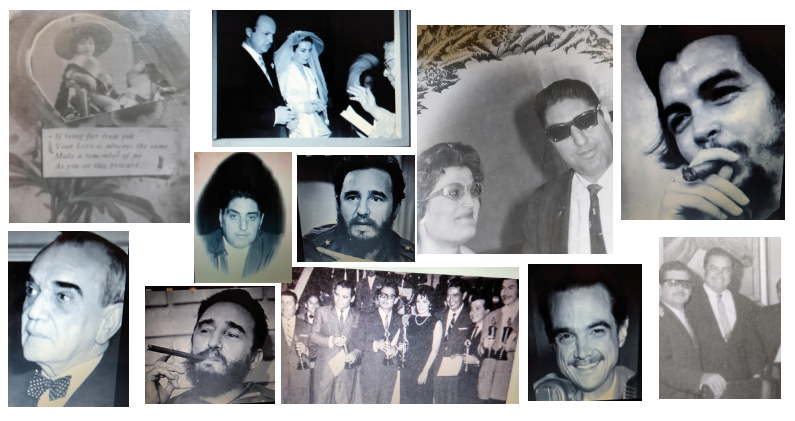 If being far from you
Your Love is always the same
Make a remember of me
As you on this Postcard.